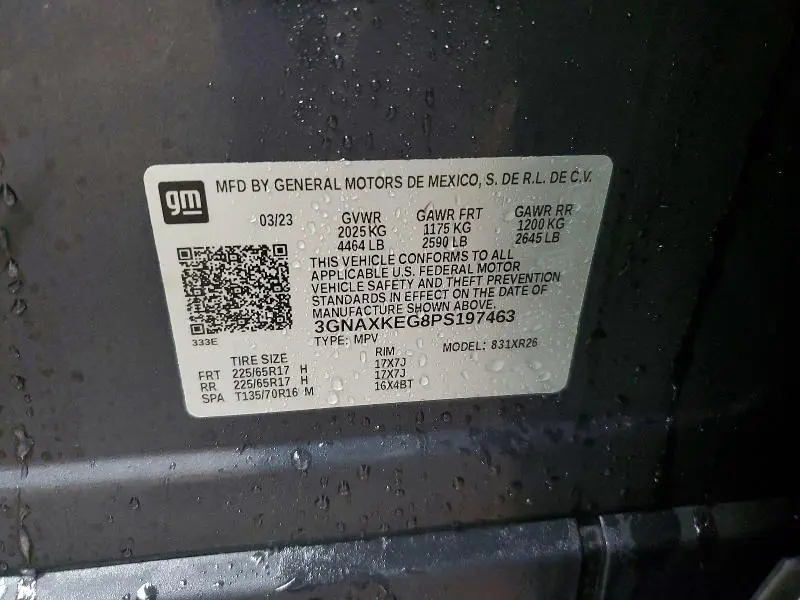 gm MFD BY GENERAL MOTORS DE MEXICO, S. DE R.L. DE C.V.
03/23 GVWR GAWR FRT GAWR RR
2025 KG 1175 KG 1200 KG
4464 LB 2590 LB 2645 LB
THIS VEHICLE CONFORMS TO ALL
APPLICABLE U.S. FEDERAL MOTOR
VEHICLE SAFETY AND THEFT PREVENTION
STANDARDS IN EFFECT ON THE DATE OF
MANUFACTURE SHOWN ABOVE.
3GNAXKEG8PS197463
333E TYPE: MPV MODEL: 831XR26
TIRE SIZE RIM
FRT 225/65R17 H 17X7J
RR 225/65R17 H 17X7J
SPA T135/70R16 M 16X4BT